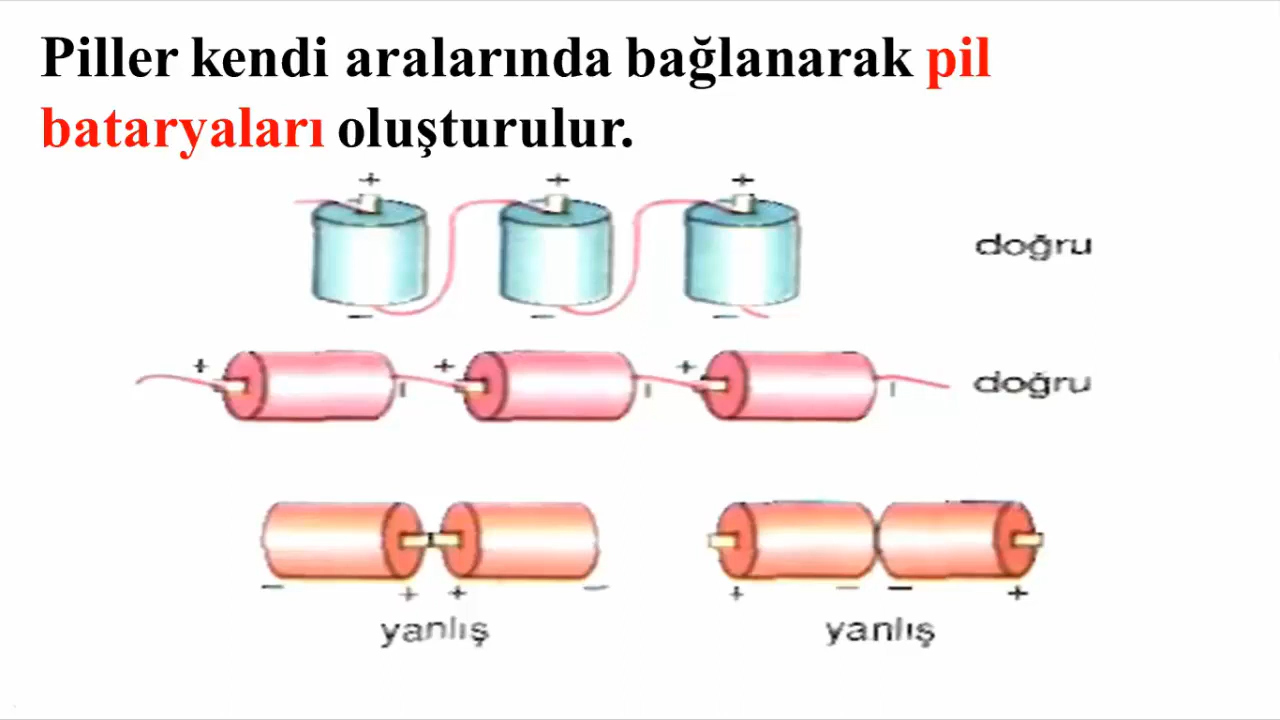 Piller kendi aralarında bağlanarak pil
bataryaları oluşturulur.
+ + +
doğru
− − −
+ + +
− − − doğru
− + + − + − − +
yanlış yanlış